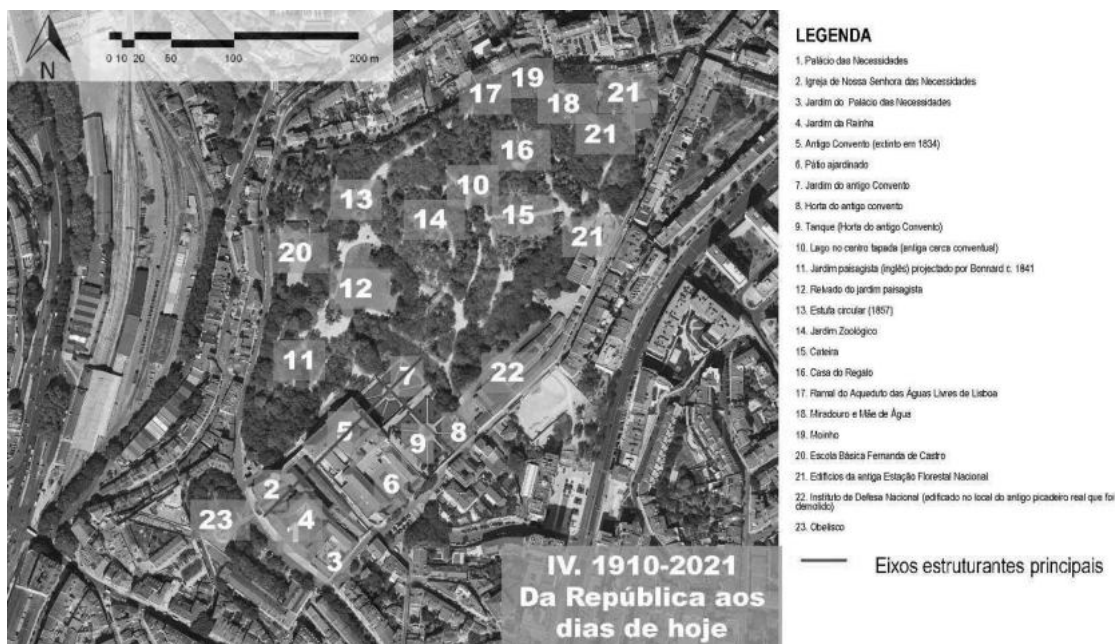 N
0 10 20 50 100 200 m
19
17
21
18
21
16
10
13
14
15
21
20
12
11
7
22
5
9
8
6
2
23
4
3
IV. 1910-2021
Da República aos
dias de hoje
LEGENDA
1. Palácio das Necessidades
2. Igreja de Nossa Senhora das Necessidades
3. Jardim do Palácio das Necessidades
4. Jardim da Rainha
5. Antigo Convento (extinto em 1834)
6. Pátio ajardinado
7. Jardim do antigo Convento
8. Horta do antigo convento
9. Tanque (Horta do antigo Convento)
10. Lago no centro tapada (antiga cerca conventual)
11. Jardim paisagista (inglês) projectado por Bonnard c. 1841
12. Relvado do jardim paisagista
13. Estufa circular (1857)
14. Jardim Zoológico
15. Cateira
16. Casa do Regalo
17. Ramal do Aqueduto das Águas Livres de Lisboa
18. Miradouro e Mãe de Água
19. Moinho
20. Escola Básica Fernanda de Castro
21. Edifícios da antiga Estação Florestal Nacional
22. Instituto de Defesa Nacional (edificado no local do antigo picadeiro real que foi
demolido)
23. Obelisco
Eixos estruturantes principais